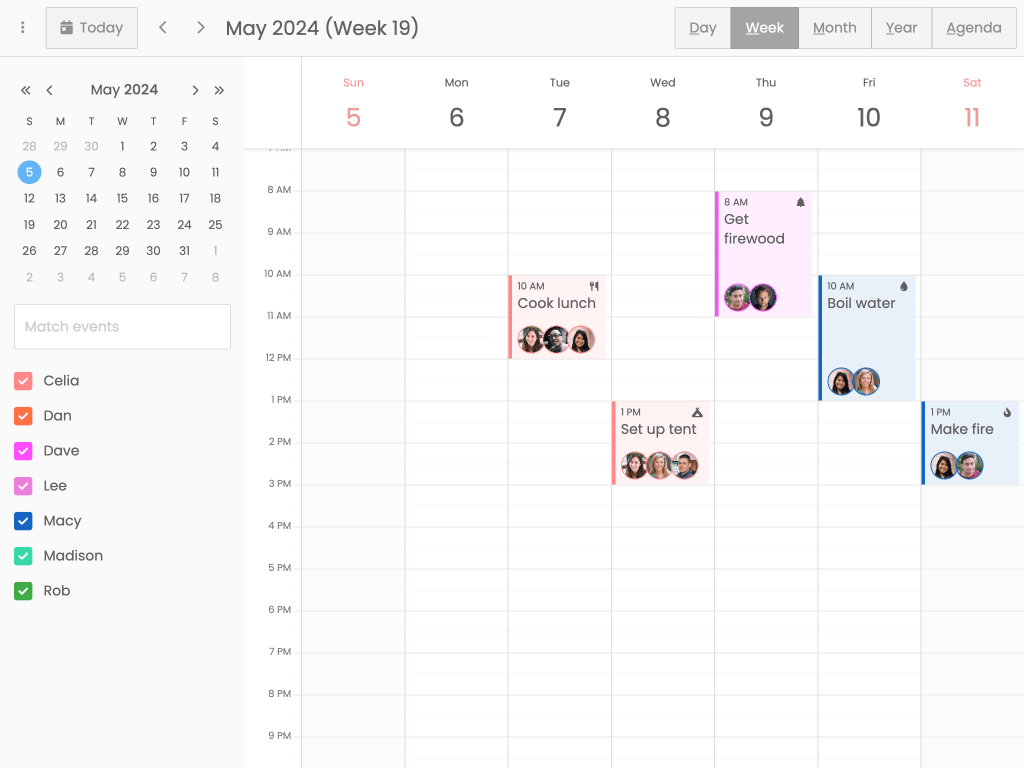 Today
May 2024 (Week 19)
Day Week Month Year Agenda
May 2024
S M T W T F S
28 29 30 1 2 3 4
5 6 7 8 9 10 11
12 13 14 15 16 17 18
19 20 21 22 23 24 25
26 27 28 29 30 31 1
2 3 4 5 6 7 8
Match events
Celia
Dan
Dave
Lee
Macy
Madison
Rob
Sun Mon Tue Wed Thu Fri Sat
5 6 7 8 9 10 11
8 AM
9 AM
10 AM
11 AM
12 PM
1 PM
2 PM
3 PM
4 PM
5 PM
6 PM
7 PM
8 PM
9 PM
10 AM
Cook lunch
1 PM
Set up tent
8 AM
Get
firewood
10 AM
Boil water
1 PM
Make fire